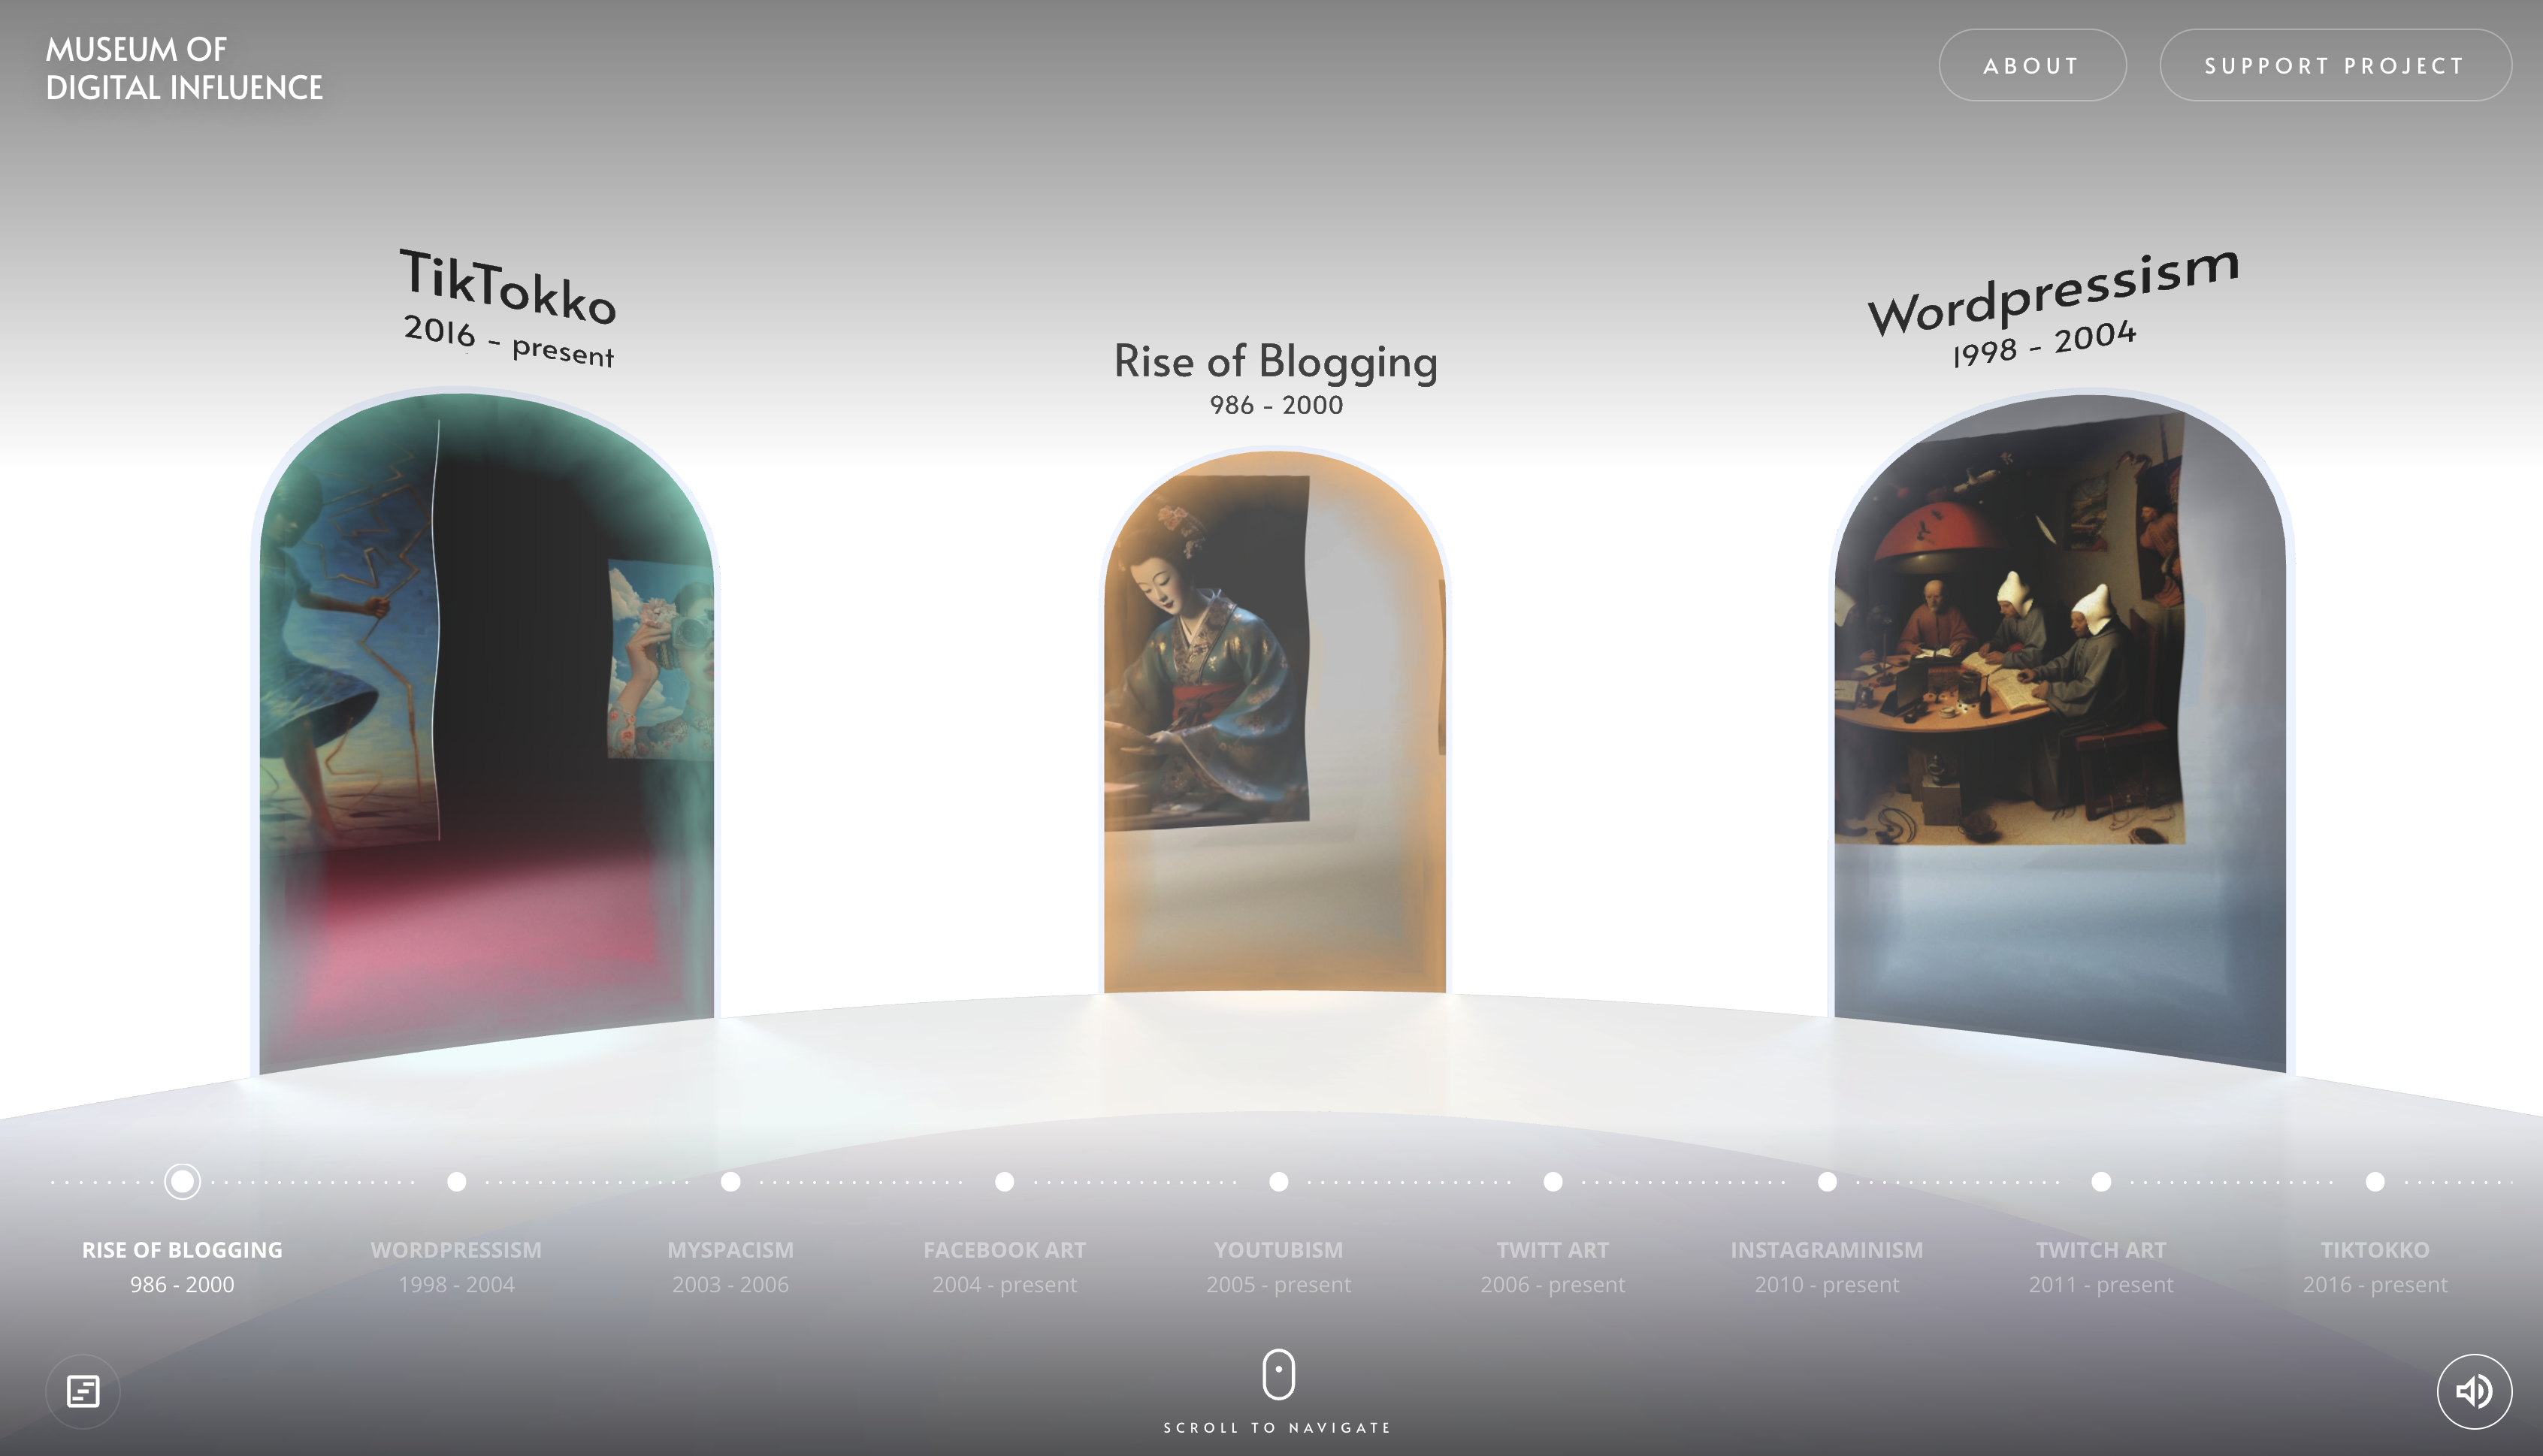 MUSEUM OF
DIGITAL INFLUENCE
ABOUT
SUPPORT PROJECT
TikTokko
2016 - present
Rise of Blogging
986 - 2000
Wordpressism
1998 - 2004
RISE OF BLOGGING
986 - 2000
WORDPRESSISM
1998 - 2004
MYSPACISM
2003 - 2006
FACEBOOK ART
2004 - present
YOUTUBISM
2005 - present
TWITT ART
2006 - present
INSTAGRAMINISM
2010 - present
TWITCH ART
2011 - present
TIKTOKKO
2016 - present
SCROLL TO NAVIGATE